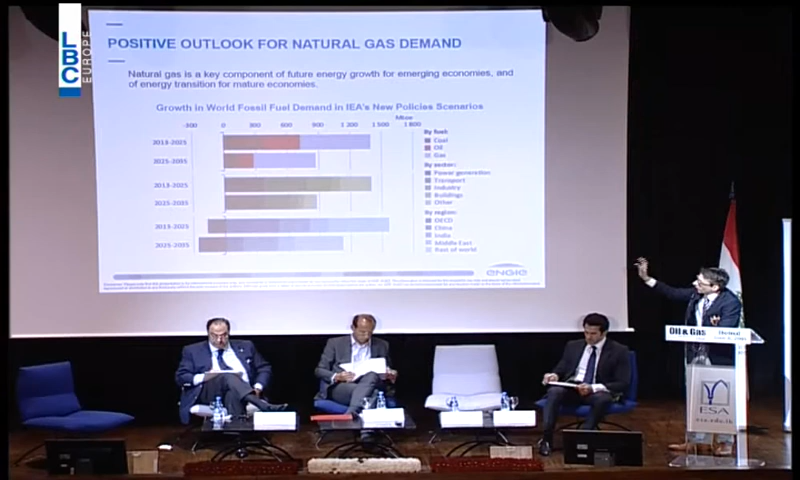 LBC
EUROPE
POSITIVE OUTLOOK FOR NATURAL GAS DEMAND
Natural gas is a key component of future energy growth for emerging economies, and
of energy transition for mature economies.
Growth in World Fossil Fuel Demand in IEA's New Policies Scenarios
Mtoe
-300 0 300 600 900 1 200 1 500 1 800
2013-2025
2025-2035
2013-2025
2025-2035
2013-2025
2025-2035
By fuel:
Coal
Oil
Gas
By sector:
Power generation
Transport
Industry
Buildings
Other
By region:
OECD
China
India
Middle East
Rest of world
ENGIE
Oil & Gas
ESA